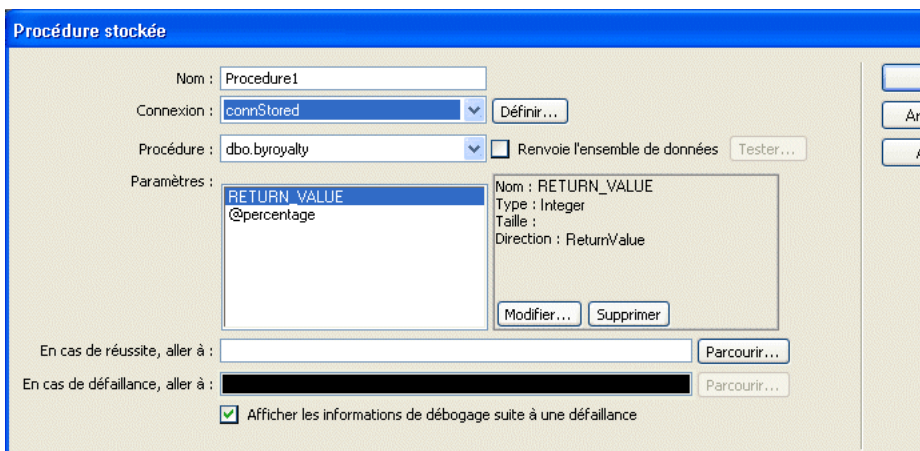 Procédure stockée
Nom : Procedure1
Connexion : connStored Définir...
Procédure : dbo.byroyalty Renvoie l'ensemble de données Tester...
Paramètres :
RETURN_VALUE
@percentage
Nom : RETURN_VALUE
Type : Integer
Taille :
Direction : ReturnValue
Modifier... Supprimer
En cas de réussite, aller à : Parcourir...
En cas de défaillance, aller à : Parcourir...
Afficher les informations de débogage suite à une défaillance